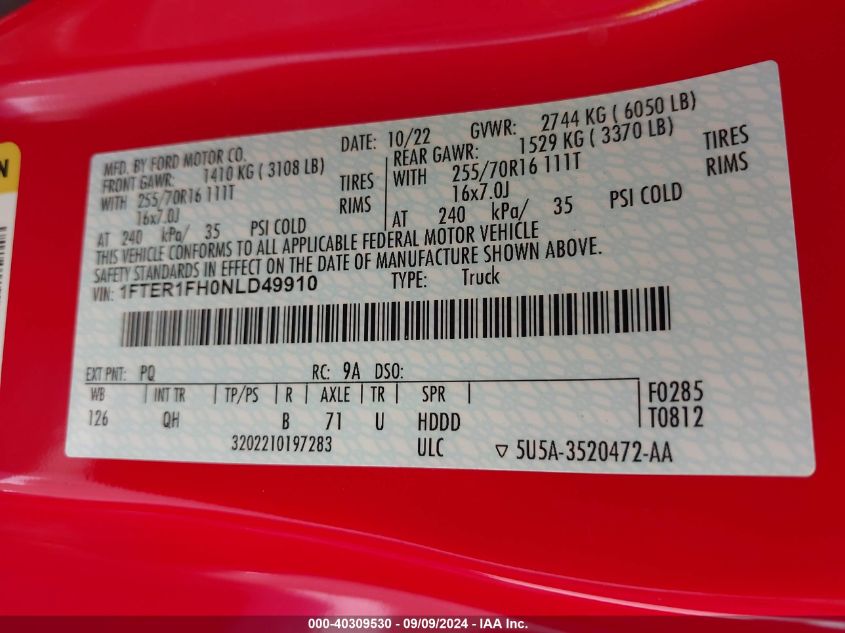 MFD. BY FORD MOTOR CO. DATE: 10/22 GVWR: 2744 KG ( 6050 LB)
FRONT GAWR: 1410 KG ( 3108 LB) REAR GAWR: 1529 KG ( 3370 LB)
WITH 255/70R16 111T TIRES WITH 255/70R16 111T TIRES
16x7.0J RIMS 16x7.0J RIMS
AT 240 kPa/ 35 PSI COLD AT 240 kPa/ 35 PSI COLD
THIS VEHICLE CONFORMS TO ALL APPLICABLE FEDERAL MOTOR VEHICLE
SAFETY STANDARDS IN EFFECT ON THE DATE OF MANUFACTURE SHOWN ABOVE.
VIN: 1FTER1FH0NLD49910 TYPE: Truck
EXT PNT: PQ RC: 9A DSO:
WB INT TR TP/PS R AXLE TR SPR F0285
126 QH B 71 U HDDD T0812
3202210197283 ULC ▽ 5U5A-3520472-AA
N
000-40309530 - 09/09/2024 - IAA Inc.